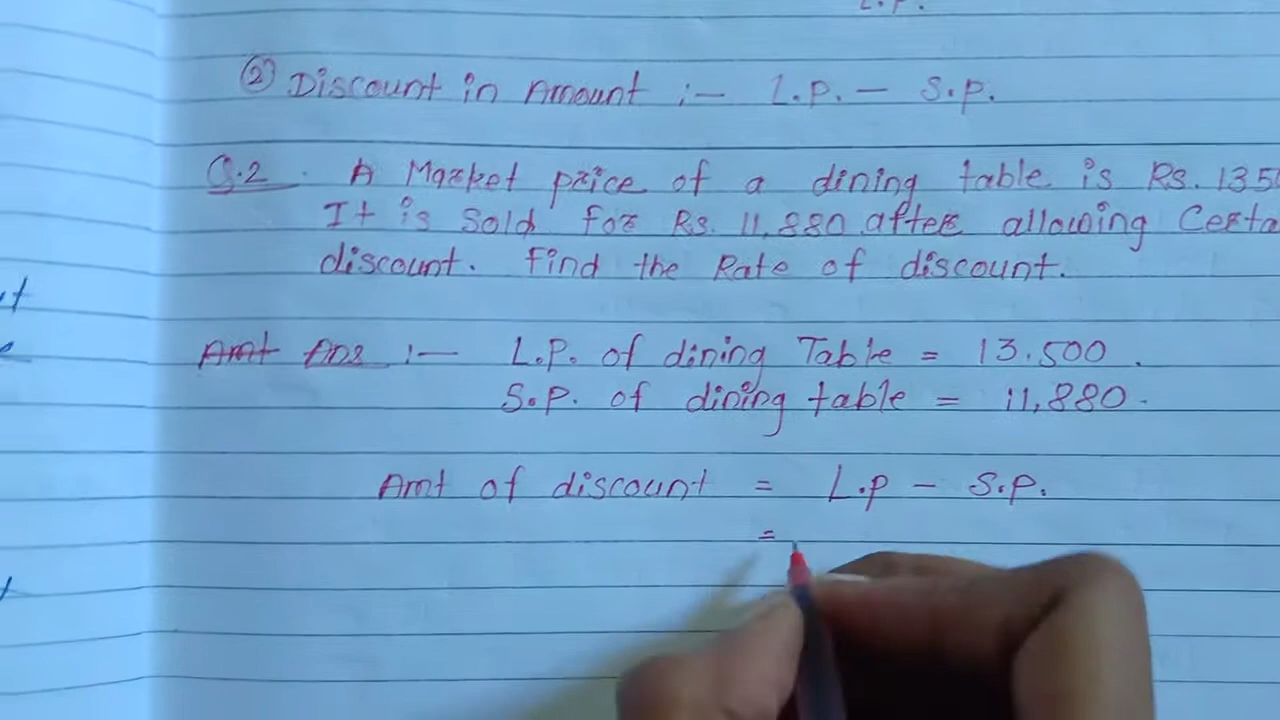 ② Discount in Amount :- L.P. - S.P.
Q.2. A Market price of a dining table is Rs. 135
It is Sold for Rs. 11,880 after allowing Certa
discount. Find the Rate of discount.
Ans :- L.P. of dining Table = 13.500.
S.P. of dining table = 11,880.
Amt of discount = L.P - S.P.
=